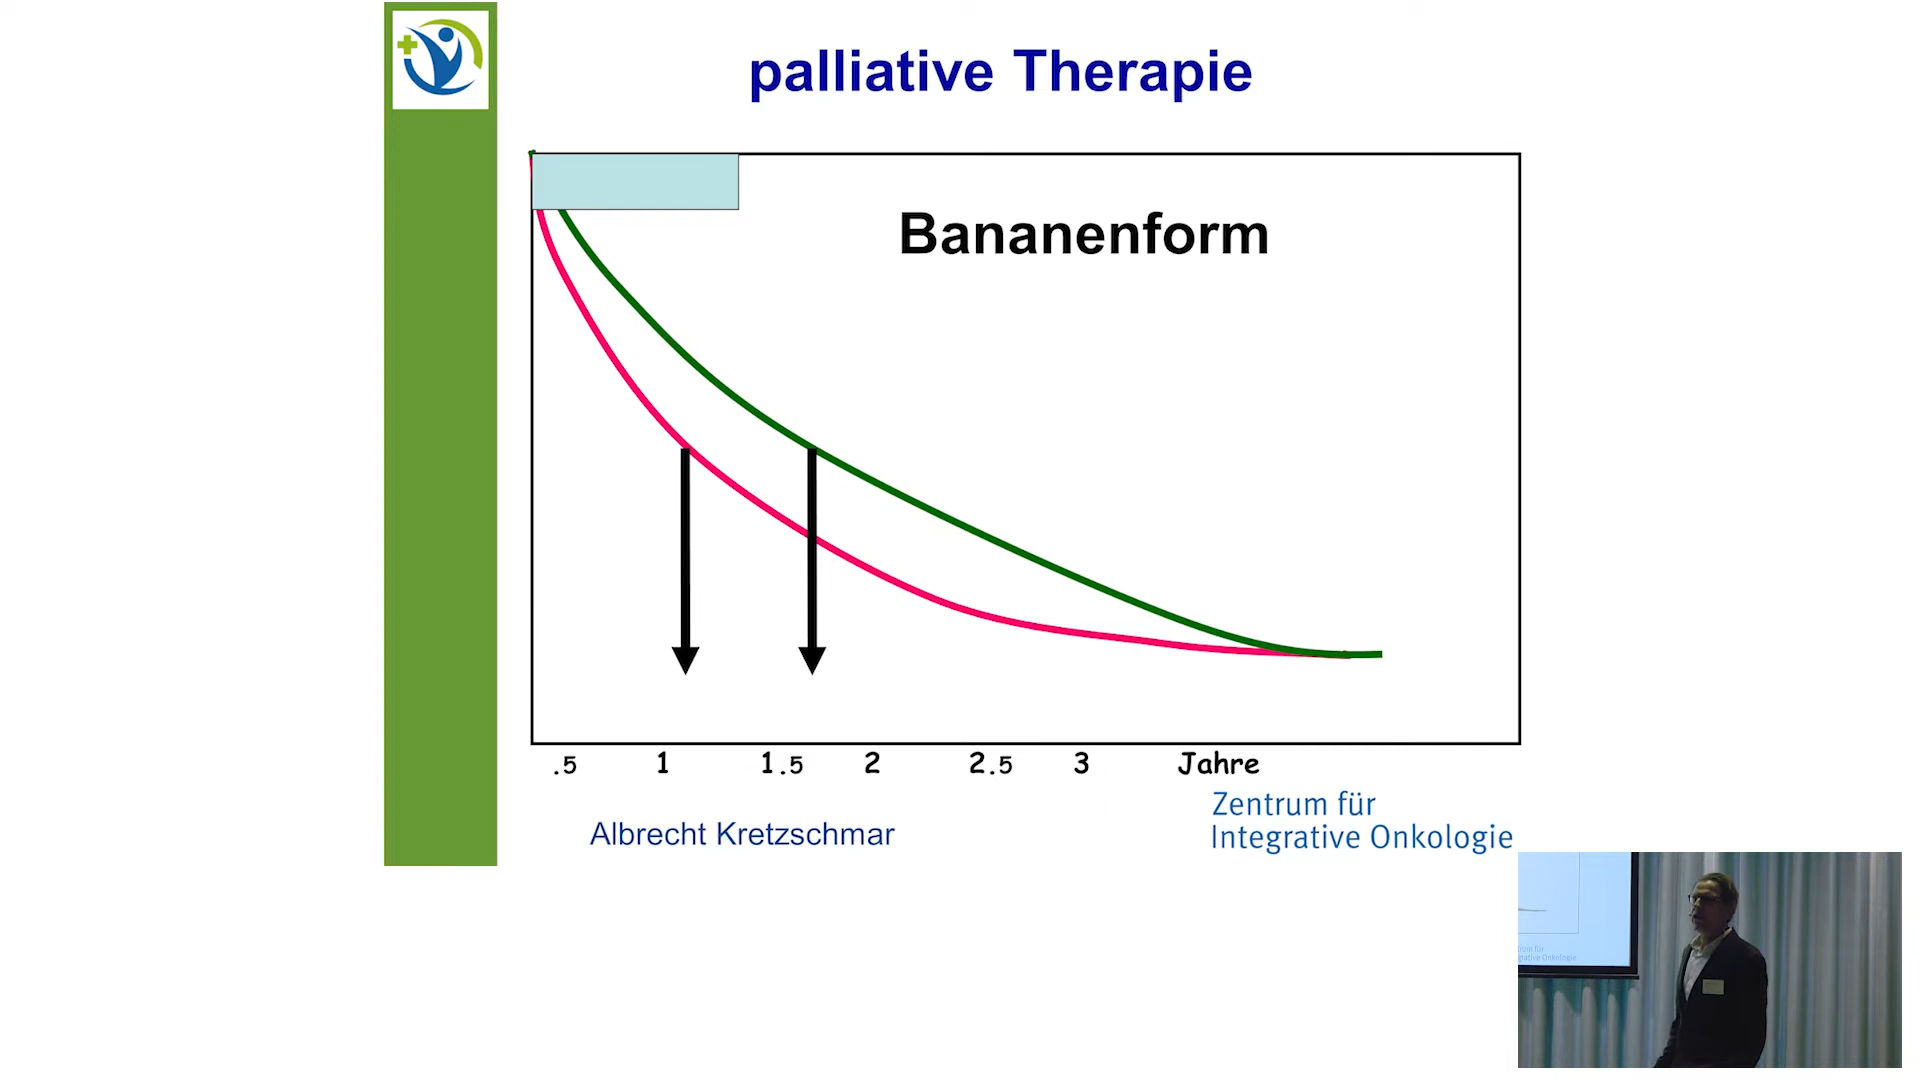 palliative Therapie
Bananenform
.5 1 1.5 2 2.5 3 Jahre
Albrecht Kretzschmar
Zentrum für
Integrative Onkologie